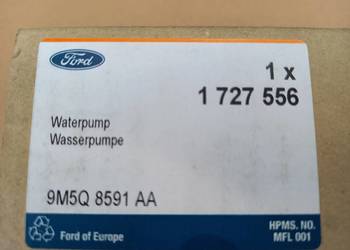 Ford
1 x
1 727 556
Waterpump
Wasserpumpe
9M5Q 8591 AA
Ford of Europe
HPMS. NO.
MFL 001